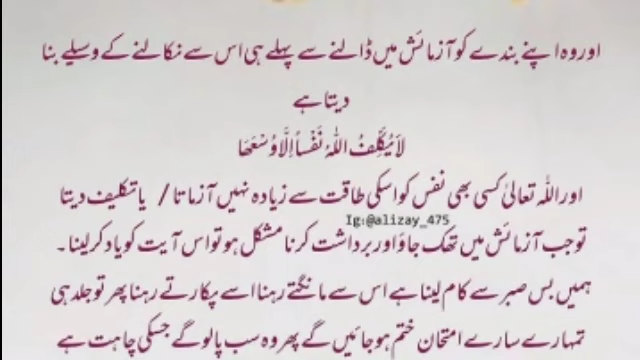 اور وہ اپنے بندے کو آزمائش میں ڈالنے سے پہلے ہی اس سے نکالنے کے وسیلے بنا
دیتا ہے
لَا يُكَلِّفُ اللهُ نَفْساً اِلَّا وُسْعَهَا
اور اللہ تعالیٰ کسی بھی نفس کو اسکی طاقت سے زیادہ نہیں آزماتا / یا تکلیف دیتا
Ig:@alizay_475
تو جب آزمائش میں تھک جاؤ اور برداشت کرنا مشکل ہو تو اس آیت کو یاد کر لینا۔
ہمیں بس صبر سے کام لینا ہے اس سے مانگتے رہنا اسے پکارتے رہنا پھر تو جلد ہی
تمہارے سارے امتحان ختم ہو جائیں گے پھر وہ سب پالو گے جسکی چاہت ہے